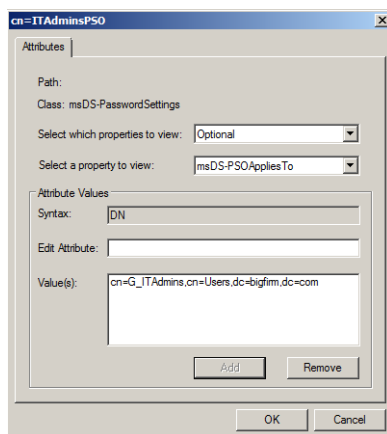 cn=ITAdminsPSO
Attributes
Path:
Class: msDS-PasswordSettings
Select which properties to view: Optional
Select a property to view: msDS-PSOAppliesTo
Attribute Values
Syntax: DN
Edit Attribute:
Value(s): cn=G_ITAdmins,cn=Users,dc=bigfirm,dc=com
Add Remove
OK Cancel